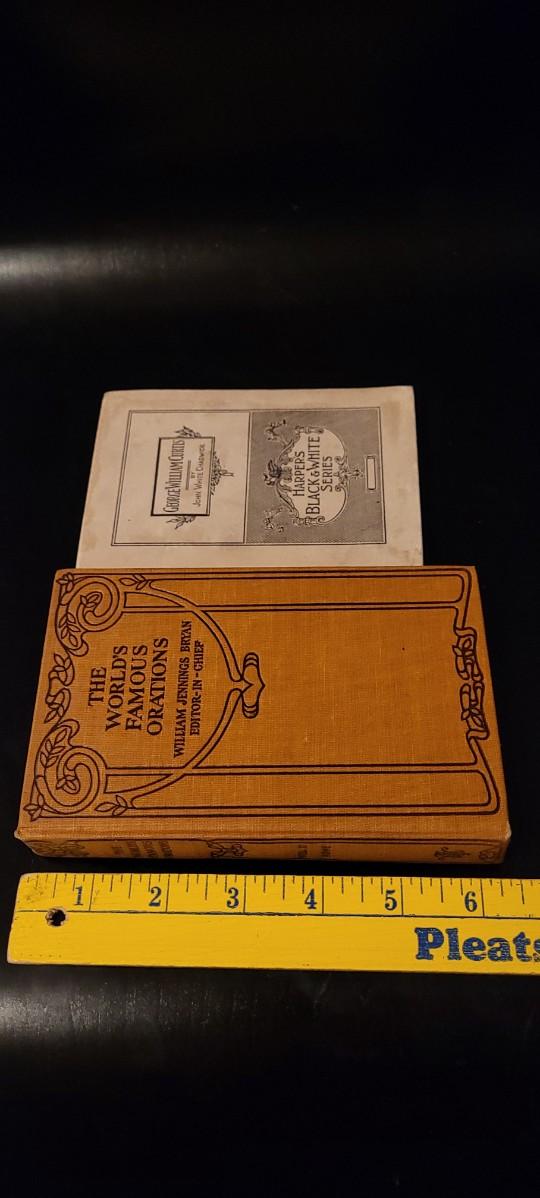 GEORGE WILLIAM CURTIS
BY
JOHN WHITE CHADWICK
HARPER'S
BLACK & WHITE
SERIES
THE
WORLD'S
FAMOUS
ORATIONS
WILLIAM JENNINGS BRYAN
EDITOR-IN-CHIEF
1 2 3 4 5 6
Pleats